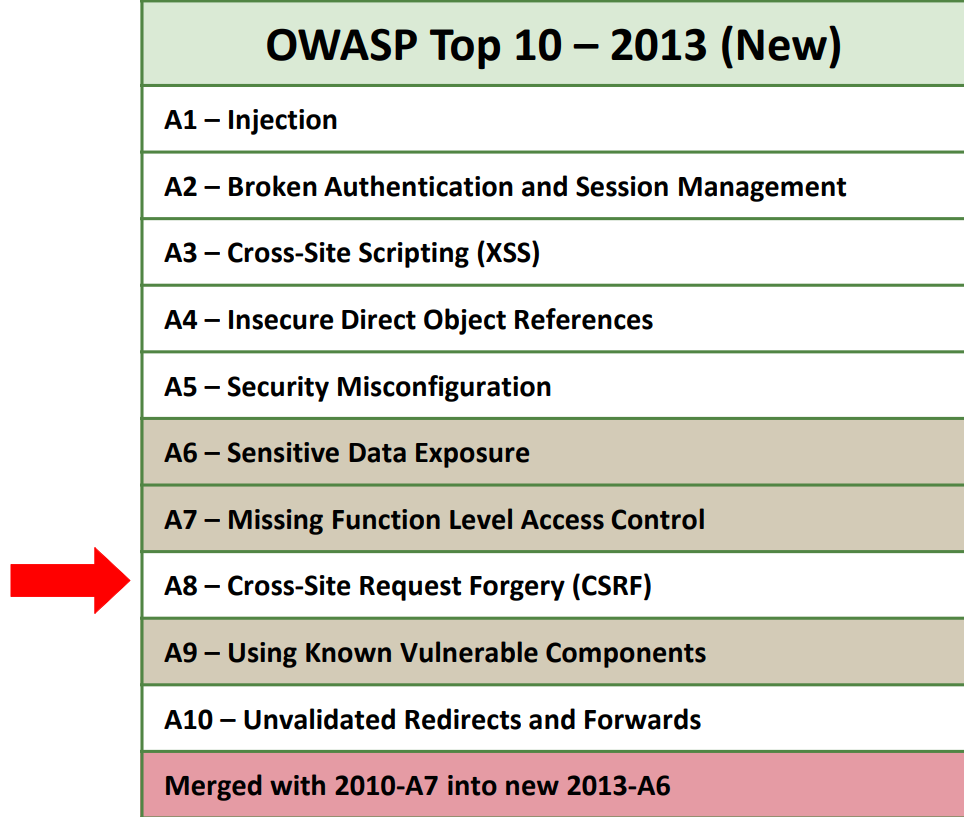 OWASP Top 10 – 2013 (New)
A1 – Injection
A2 – Broken Authentication and Session Management
A3 – Cross-Site Scripting (XSS)
A4 – Insecure Direct Object References
A5 – Security Misconfiguration
A6 – Sensitive Data Exposure
A7 – Missing Function Level Access Control
A8 – Cross-Site Request Forgery (CSRF)
A9 – Using Known Vulnerable Components
A10 – Unvalidated Redirects and Forwards
Merged with 2010-A7 into new 2013-A6